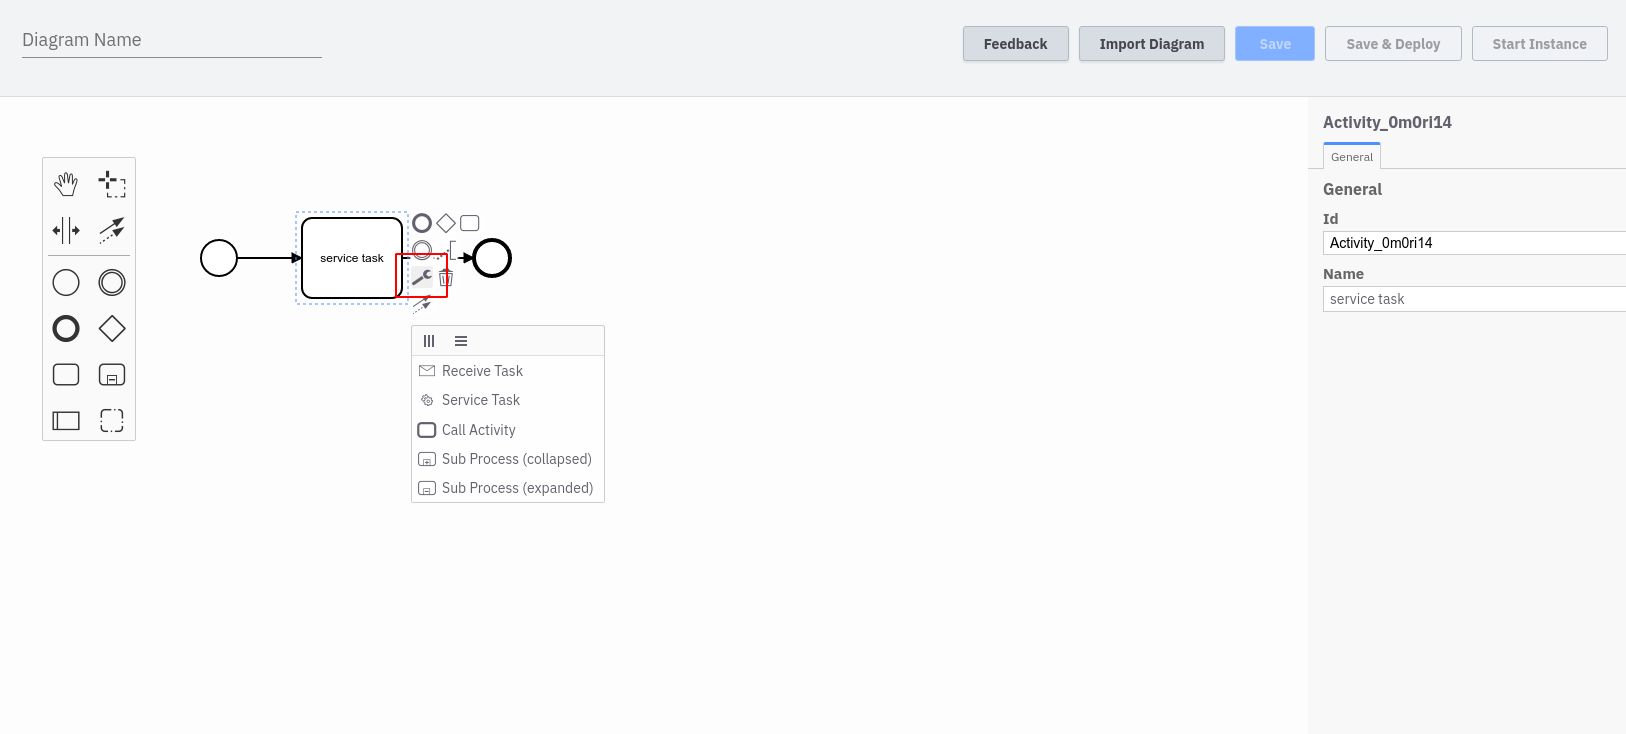 Diagram Name
Feedback
Import Diagram
Save
Save & Deploy
Start Instance
Activity_0m0ri14
General
General
Id
Activity_0m0ri14
Name
service task
service task
Receive Task
Service Task
Call Activity
Sub Process (collapsed)
Sub Process (expanded)